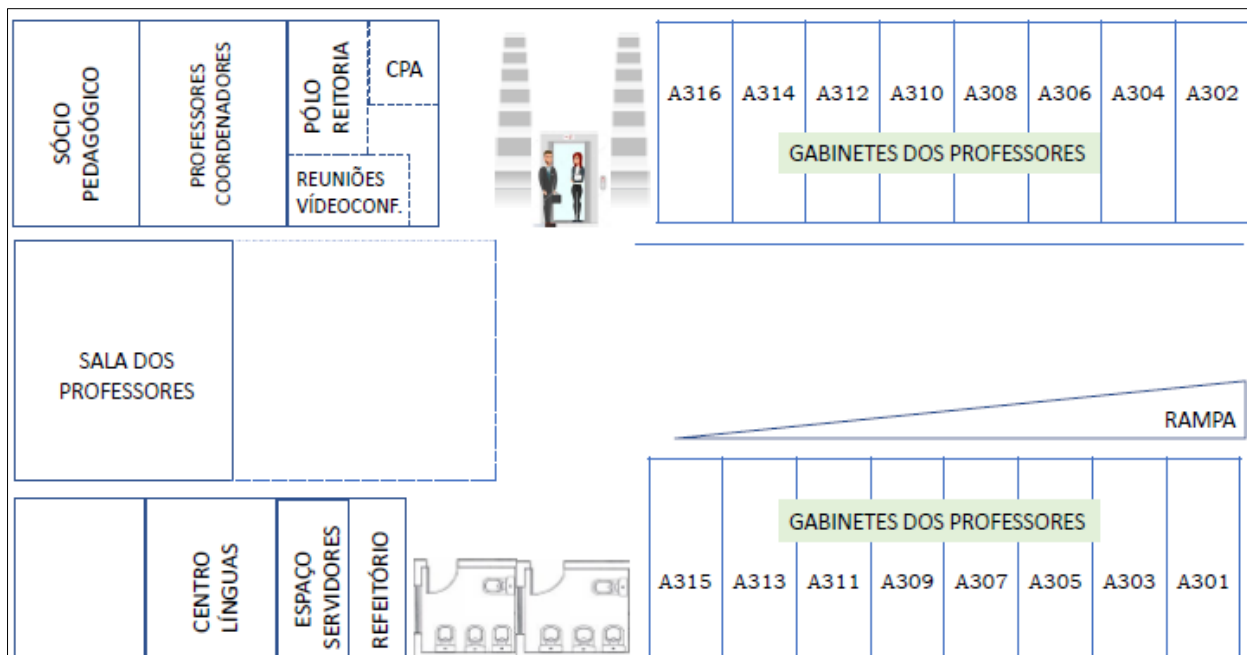 SÓCIO
PEDAGÓGICO
PROFESSORES
COORDENADORES
PÓLO
REITORIA
CPA
REUNIÕES
VÍDEOCONF.
A316 A314 A312 A310 A308 A306 A304 A302
GABINETES DOS PROFESSORES
SALA DOS
PROFESSORES
RAMPA
CENTRO
LÍNGUAS
ESPAÇO
SERVIDORES
REFEITÓRIO
GABINETES DOS PROFESSORES
A315 A313 A311 A309 A307 A305 A303 A301